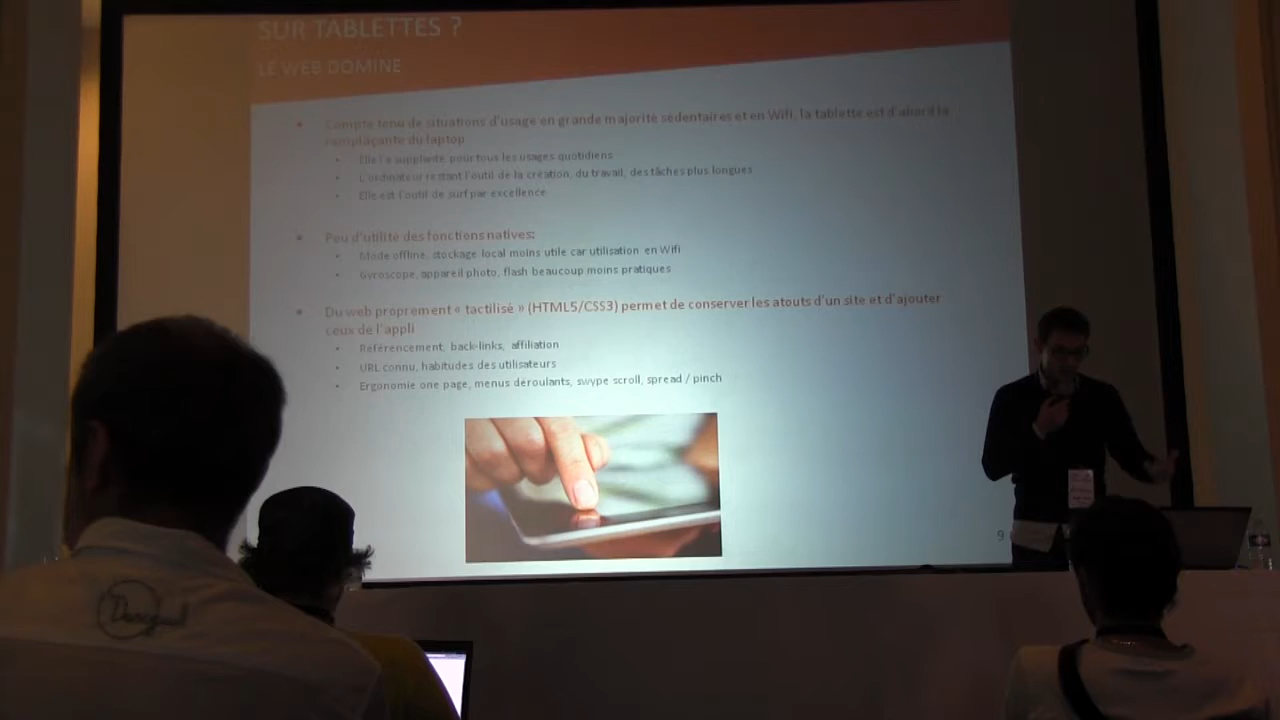 SUR TABLETTES ?
LE WEB DOMINE
Compte tenu de situations d'usage en grande majorité sédentaires et en Wifi, la tablette est d'abord la
remplaçante du laptop
Elle l'a supplanté pour tous les usages quotidiens
L'ordinateur restant l'outil de la création, du travail, des tâches plus longues
Elle est l'outil de surf par excellence
Peu d'utilité des fonctions natives:
Mode offline, stockage local moins utile car utilisation en Wifi
Gyroscope, appareil photo, flash beaucoup moins pratiques
Du web proprement « tactilisé » (HTML5/CSS3) permet de conserver les atouts d'un site et d'ajouter
ceux de l'appli
Référencement, back-links, affiliation
URL connu, habitudes des utilisateurs
Ergonomie one page, menus déroulants, swype scroll, spread / pinch
9
Desigual